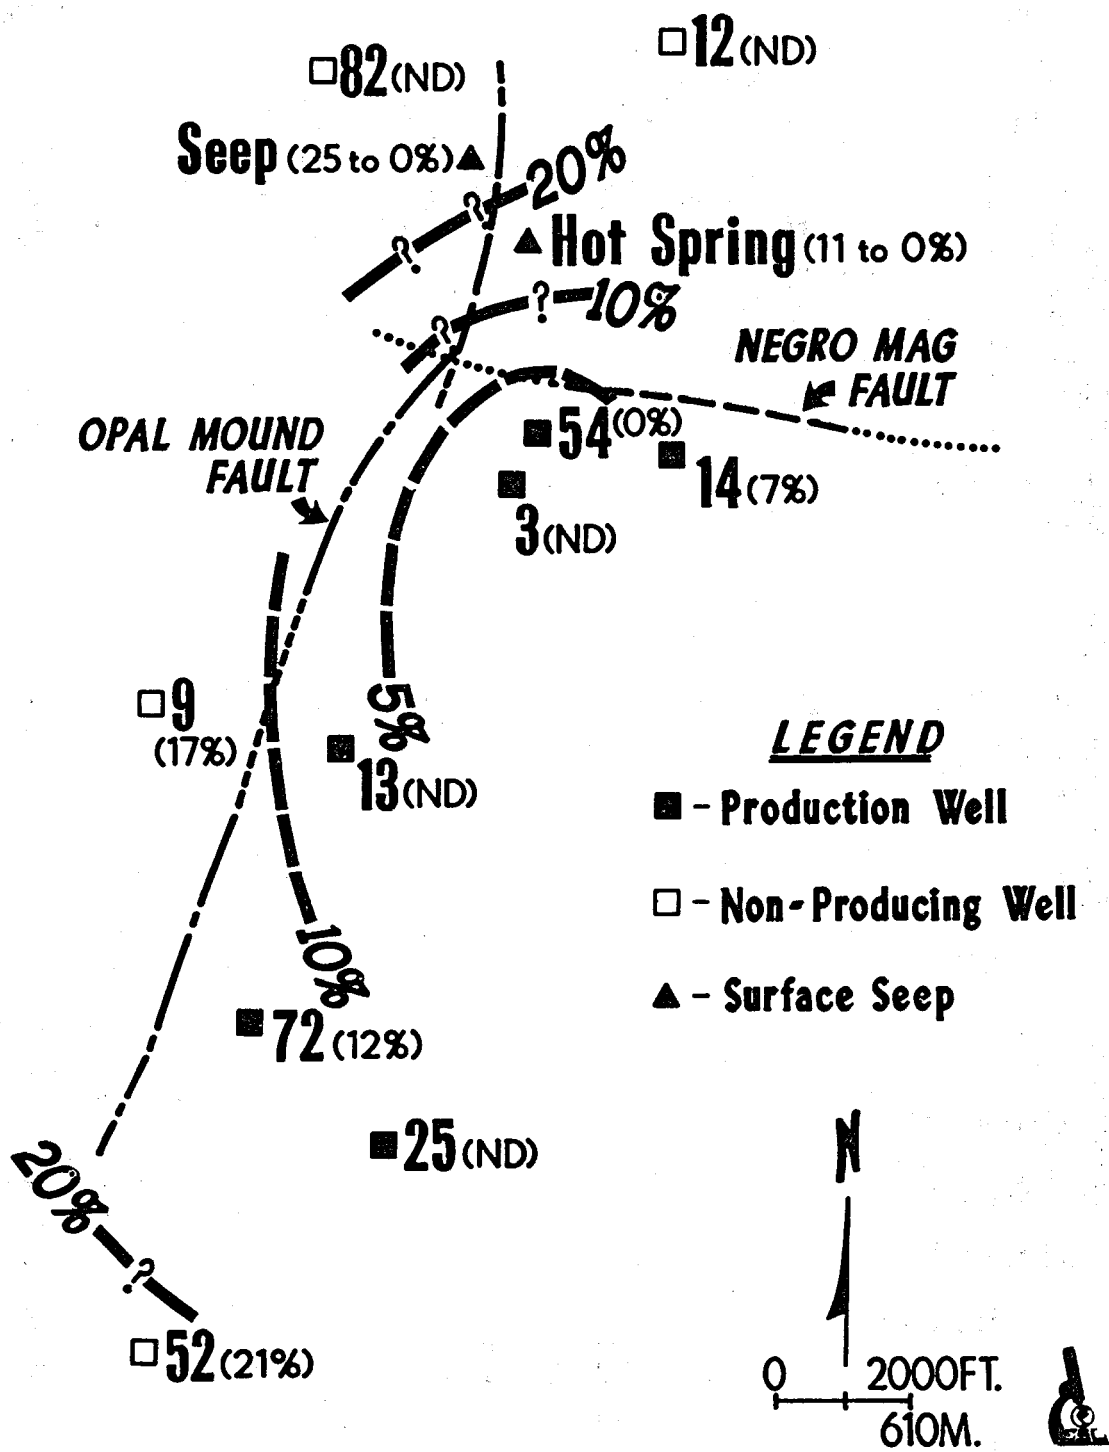 12 (ND)
82 (ND)
Seep (25 to 0%)
20%
?
?
Hot Spring (11 to 0%)
10%
?
?
NEGRO MAG
FAULT
54 (0%)
OPAL MOUND
FAULT
14 (7%)
3 (ND)
9
(17%)
5%
13 (ND)
LEGEND
- Production Well
- Non-Producing Well
- Surface Seep
10%
72 (12%)
25 (ND)
N
20%
?
52 (21%)
0 2000FT.
610M.